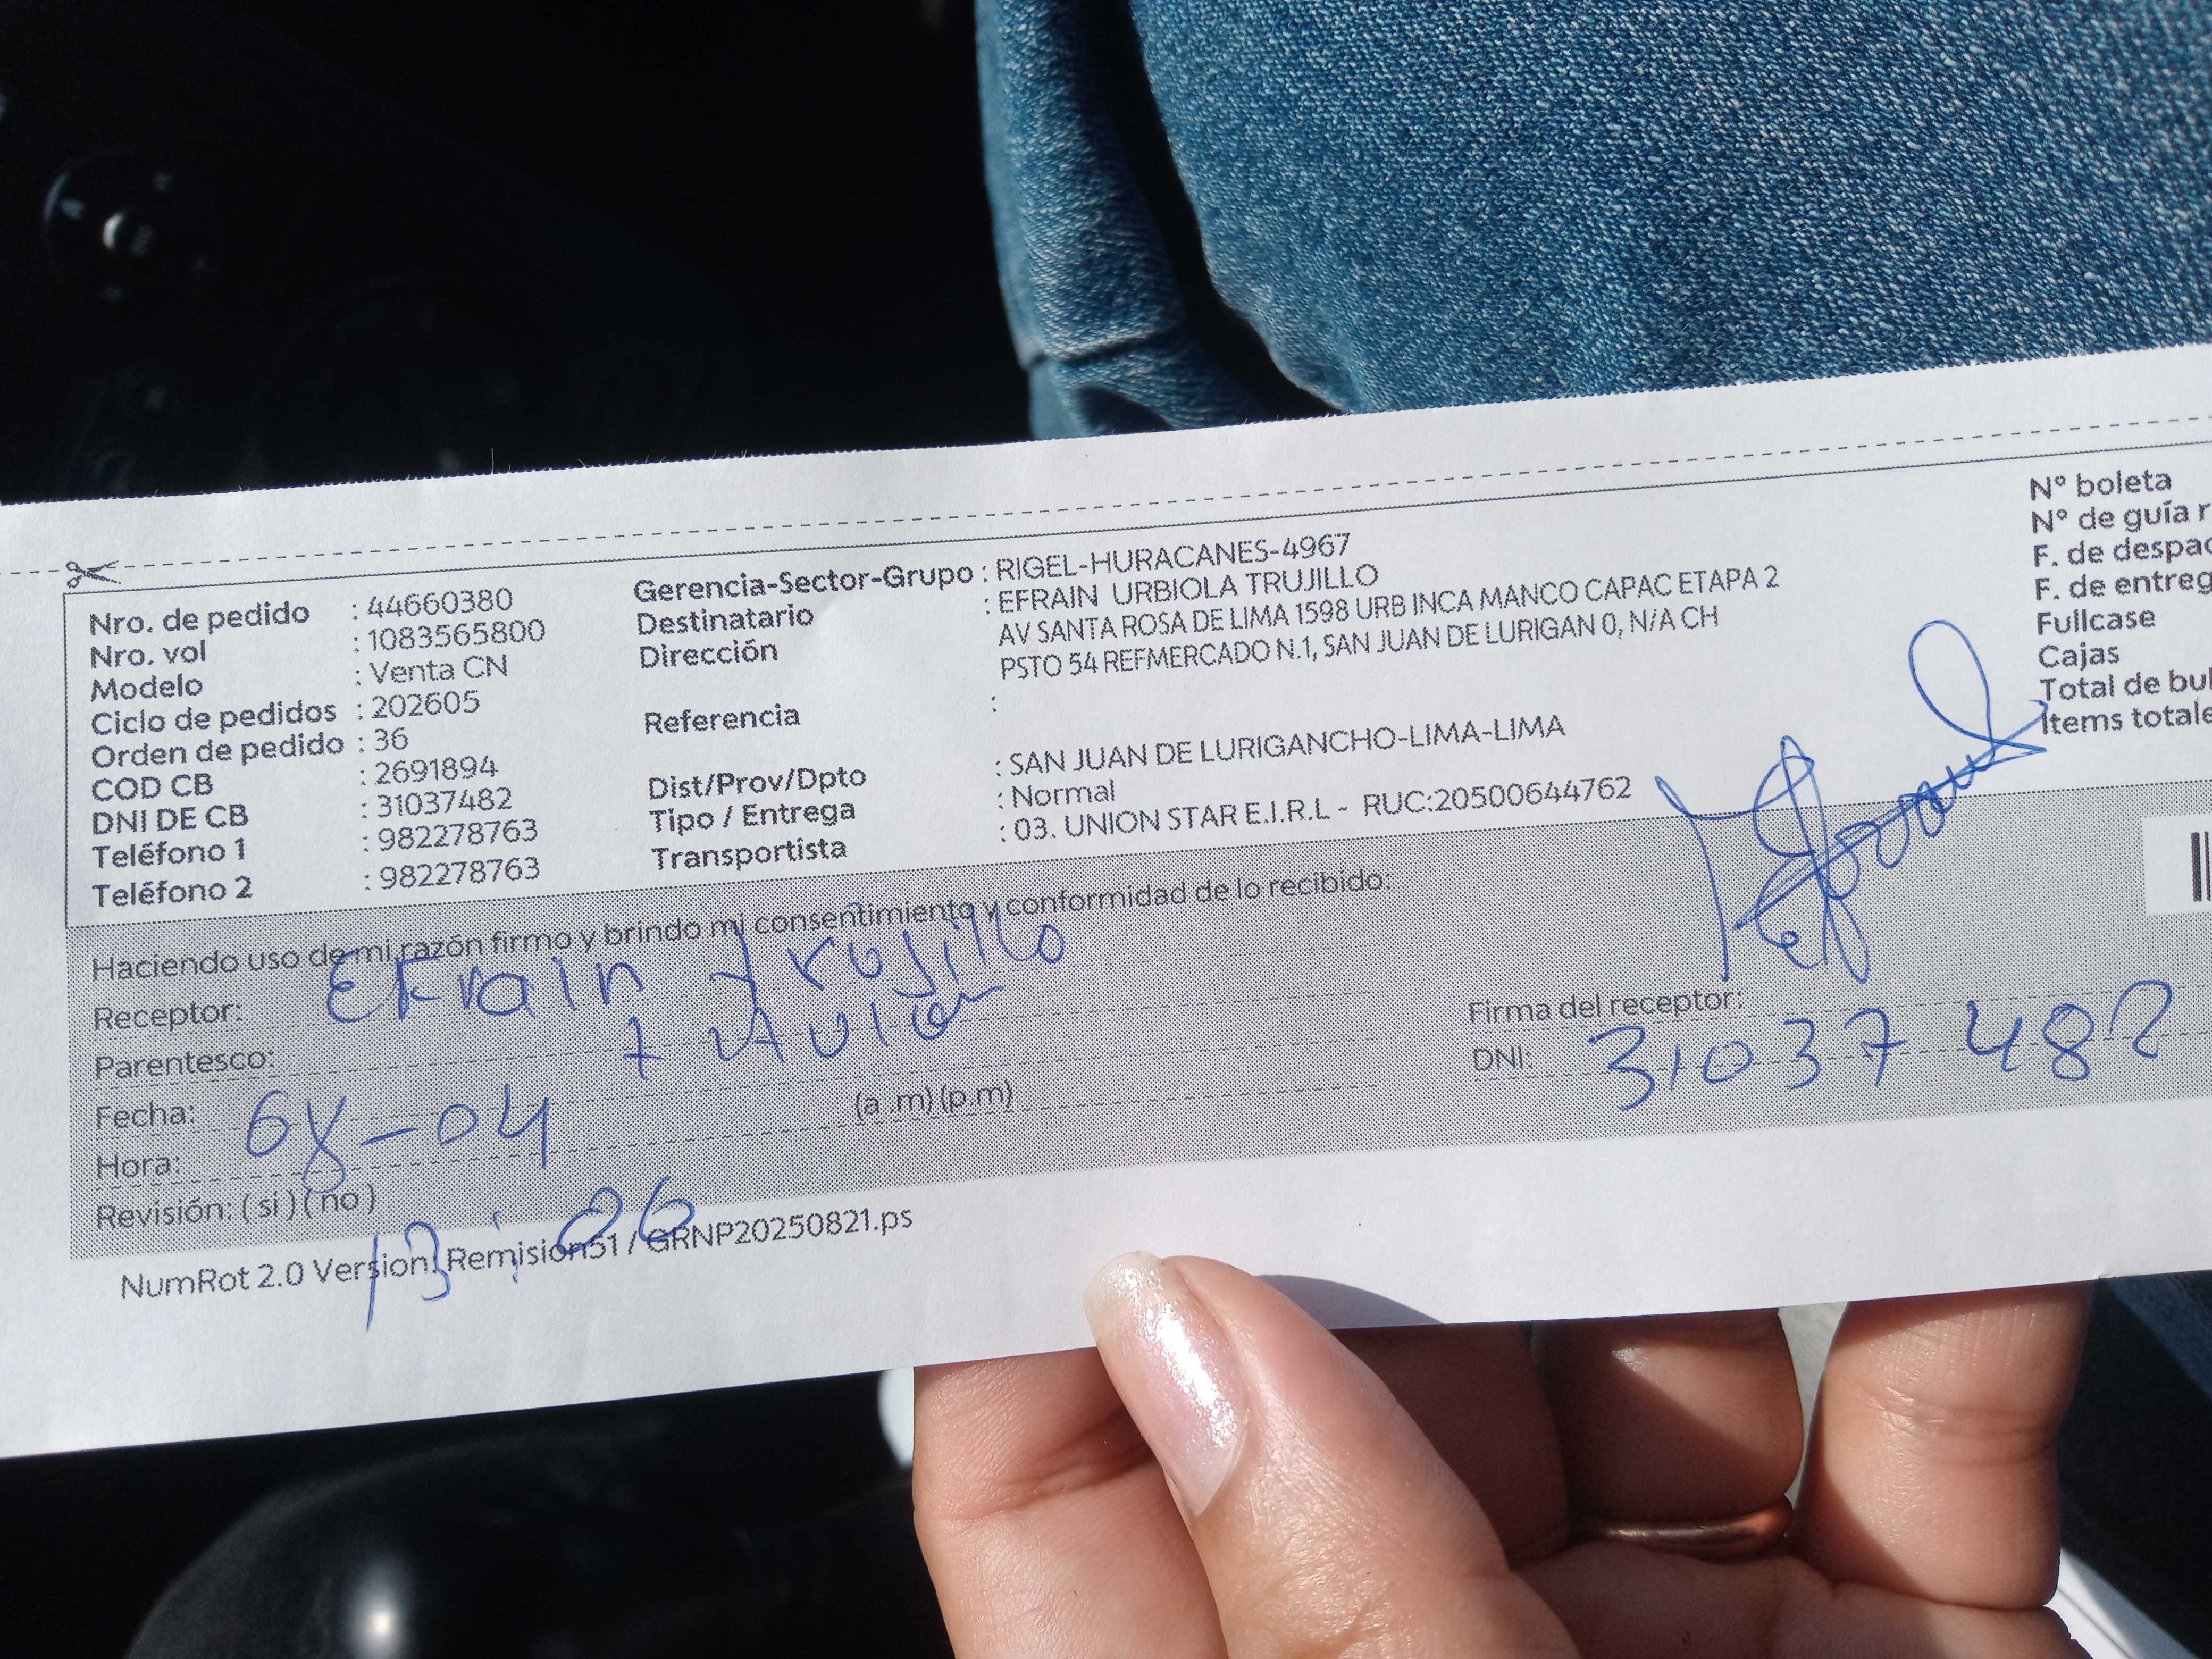 Nro. de pedido : 44660380
Nro. vol : 1083565800
Modelo : Venta CN
Ciclo de pedidos : 202605
Orden de pedido : 36
COD CB : 2691894
DNI DE CB : 31037482
Teléfono 1 : 982278763
Teléfono 2 : 982278763
Gerencia-Sector-Grupo : RIGEL-HURACANES-4967
Destinatario : EFRAIN URBIOLA TRUJILLO
Dirección AV SANTA ROSA DE LIMA 1598 URB INCA MANCO CAPAC ETAPA 2
PSTO 54 REFMERCADO N.1, SAN JUAN DE LURIGAN 0, N/A CH
Referencia :
Dist/Prov/Dpto : SAN JUAN DE LURIGANCHO-LIMA-LIMA
Tipo / Entrega : Normal
Transportista : 03. UNION STAR E.I.R.L - RUC:20500644762
N° boleta
N° de guía r
F. de despac
F. de entreg
Fullcase
Cajas
Total de bul
Items totale
Haciendo uso de mi razón firmo y brindo mi consentimiento y conformidad de lo recibido:
Receptor: Efrain Trujillo
Parentesco: titular
Fecha: -04
Hora: (a .m) (p.m)
Revisión: ( si ) ( no )
13:06
Firma del receptor:
DNI: 31037482
NumRot 2.0 Version: Remision51 / GRNP20250821.ps